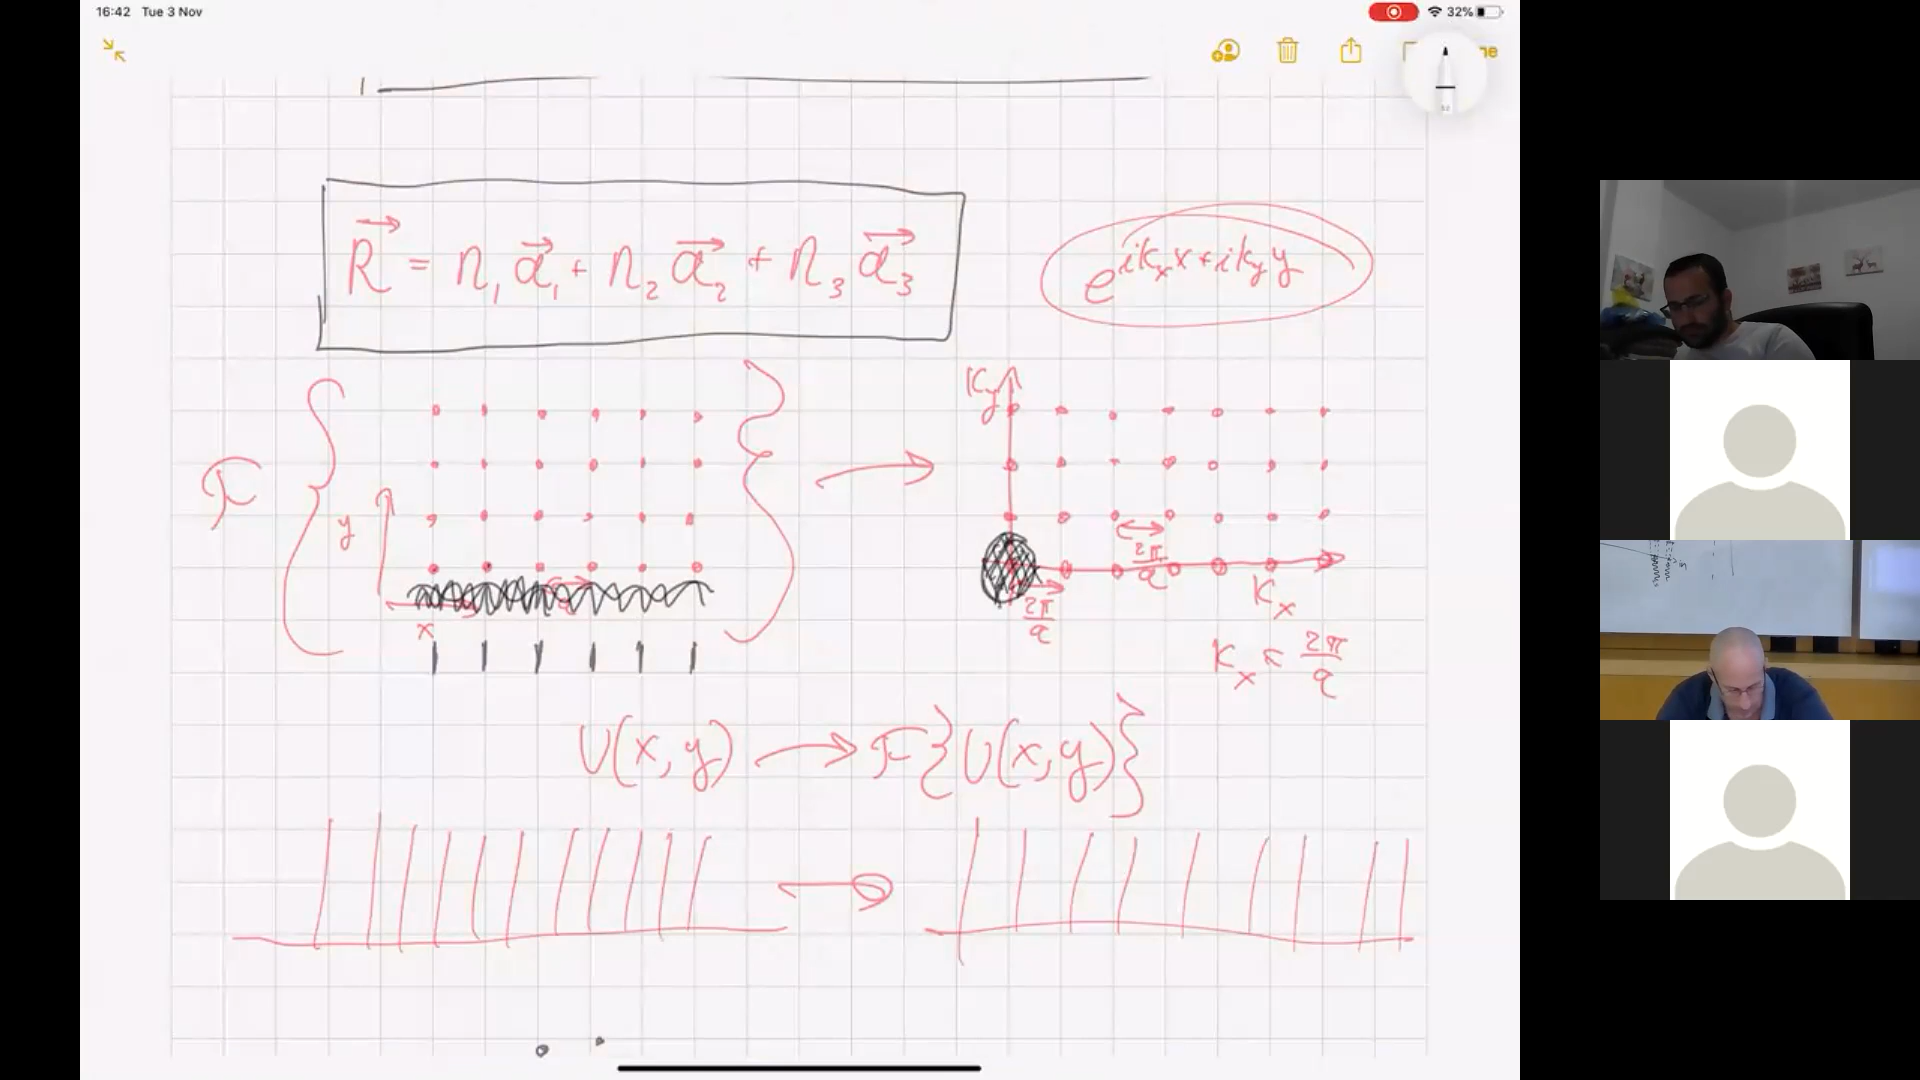 16:42 Tue 3 Nov
32%
R⃗ = n₁a⃗₁ + n₂a⃗₂ + n₃a⃗₃
e^{ik_x x + ik_y y}
K_y
F {
y
x
a
2π/a
K_x
2π/a
K_x < 2π/a
U(x, y) → F{U(x, y)}